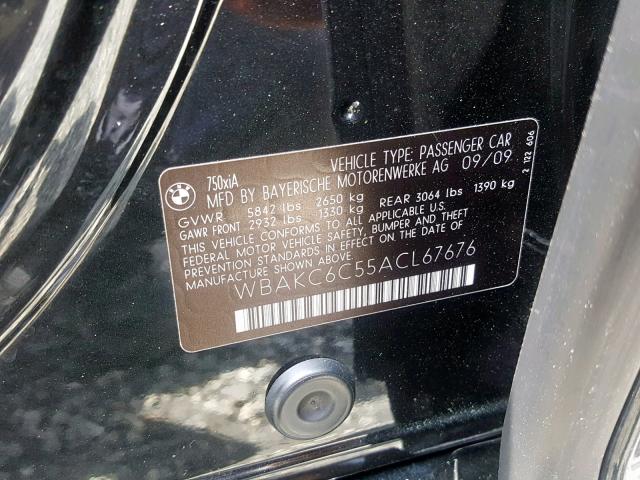 750xiA VEHICLE TYPE: PASSENGER CAR
MFD BY BAYERISCHE MOTORENWERKE AG 09/09
GVWR 5842 lbs 2650 kg
GAWR FRONT 2932 lbs 1330 kg REAR 3064 lbs 1390 kg
THIS VEHICLE CONFORMS TO ALL APPLICABLE U.S.
FEDERAL MOTOR VEHICLE SAFETY, BUMPER, AND THEFT
PREVENTION STANDARDS IN EFFECT ON THE DATE OF
MANUFACTURE SHOWN ABOVE.
WBAKC6C55ACL67676
2 122 606
BMW